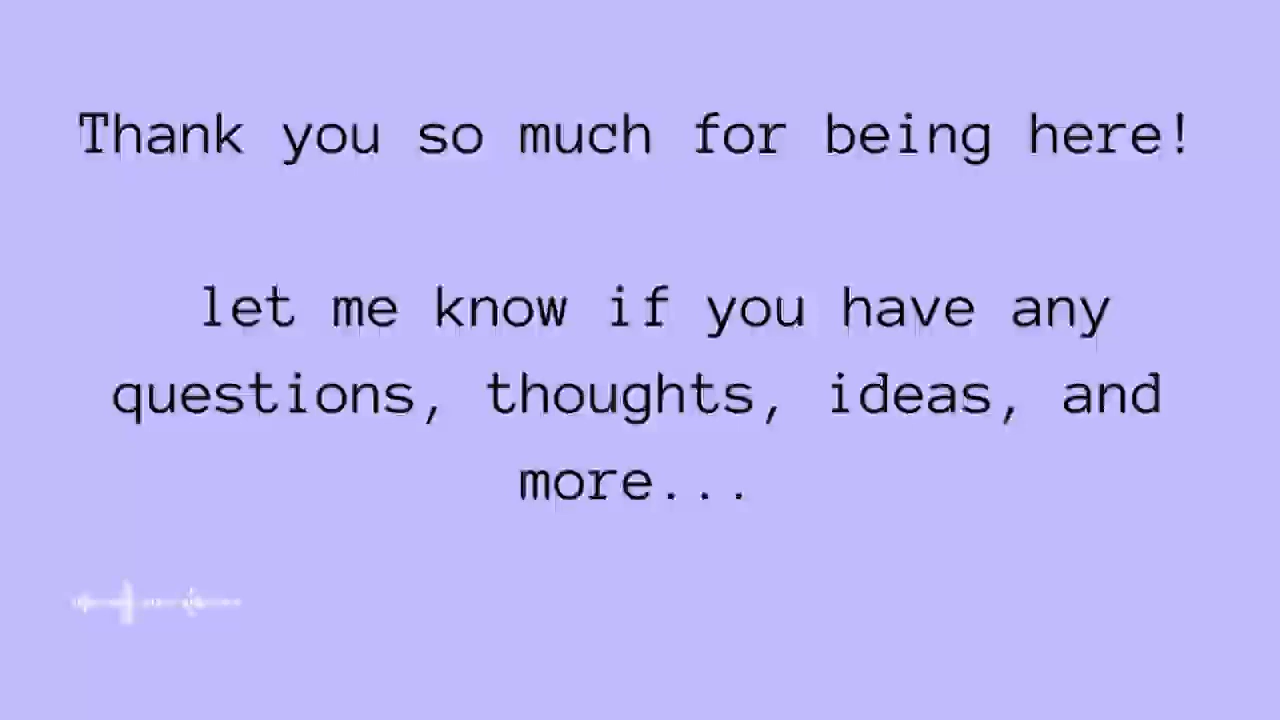 Thank you so much for being here!
let me know if you have any
questions, thoughts, ideas, and
more...